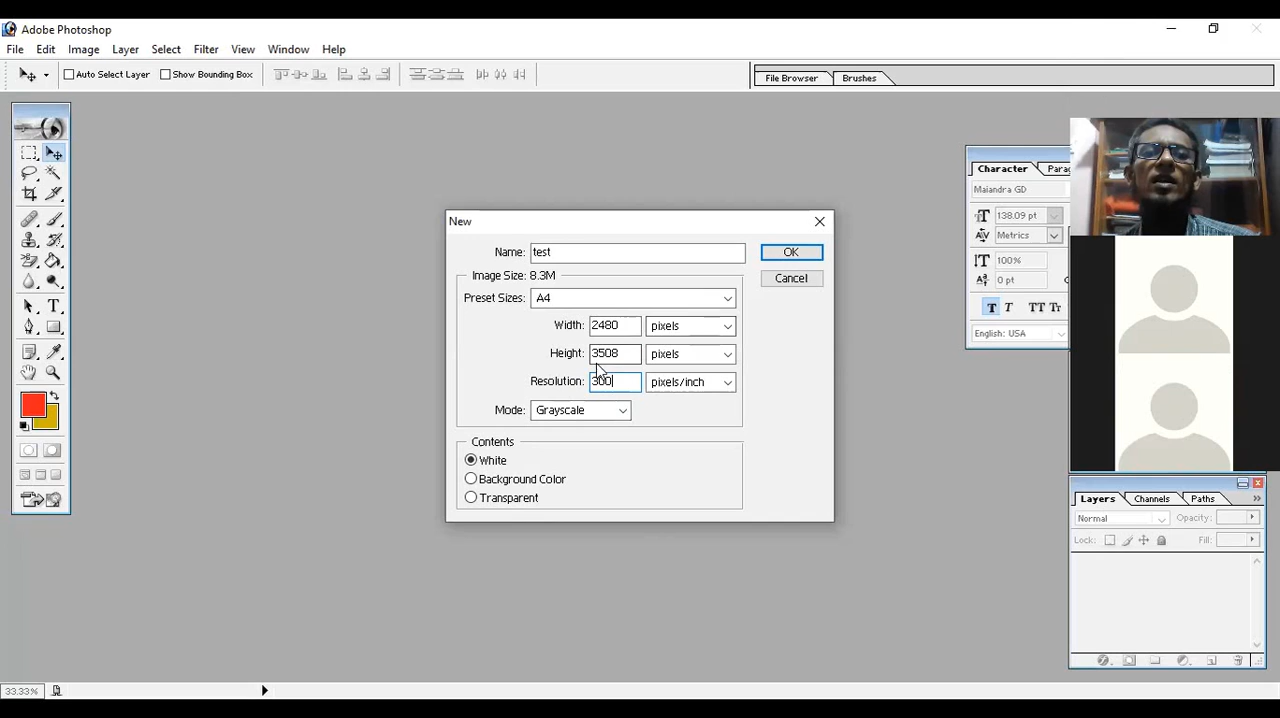 Adobe Photoshop
File Edit Image Layer Select Filter View Window Help
Auto Select Layer Show Bounding Box File Browser Brushes
New
Name: test OK
Image Size: 8.3M
Cancel
Preset Sizes: A4
Width: 2480 pixels
Height: 3508 pixels
Resolution: 300 pixels/inch
Mode: Grayscale
Contents
White
Background Color
Transparent
Character
Maiandra GD
T 138.09 pt
Metrics
T 100%
0 pt
T T TT Tr
English: USA
Layers Channels Paths
Normal Opacity:
Lock: Fill:
33.33%